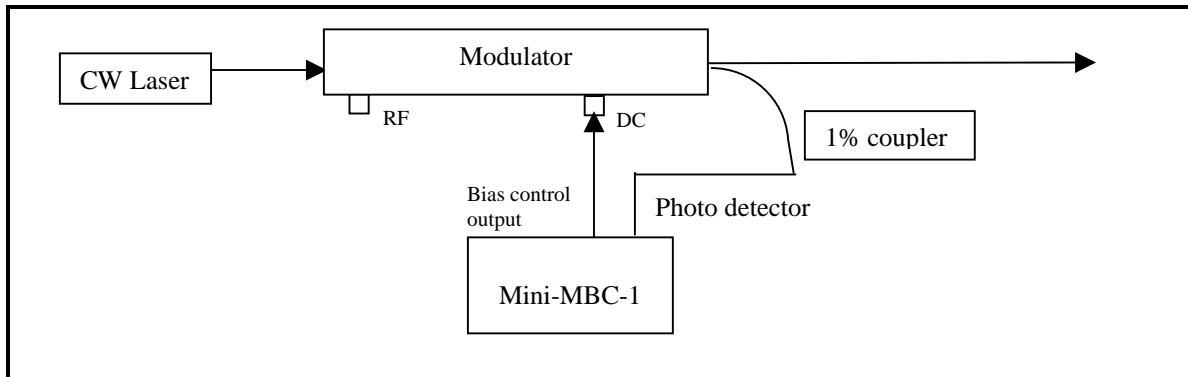 Modulator
CW Laser
RF
DC
1% coupler
Bias control
output
Photo detector
Mini-MBC-1